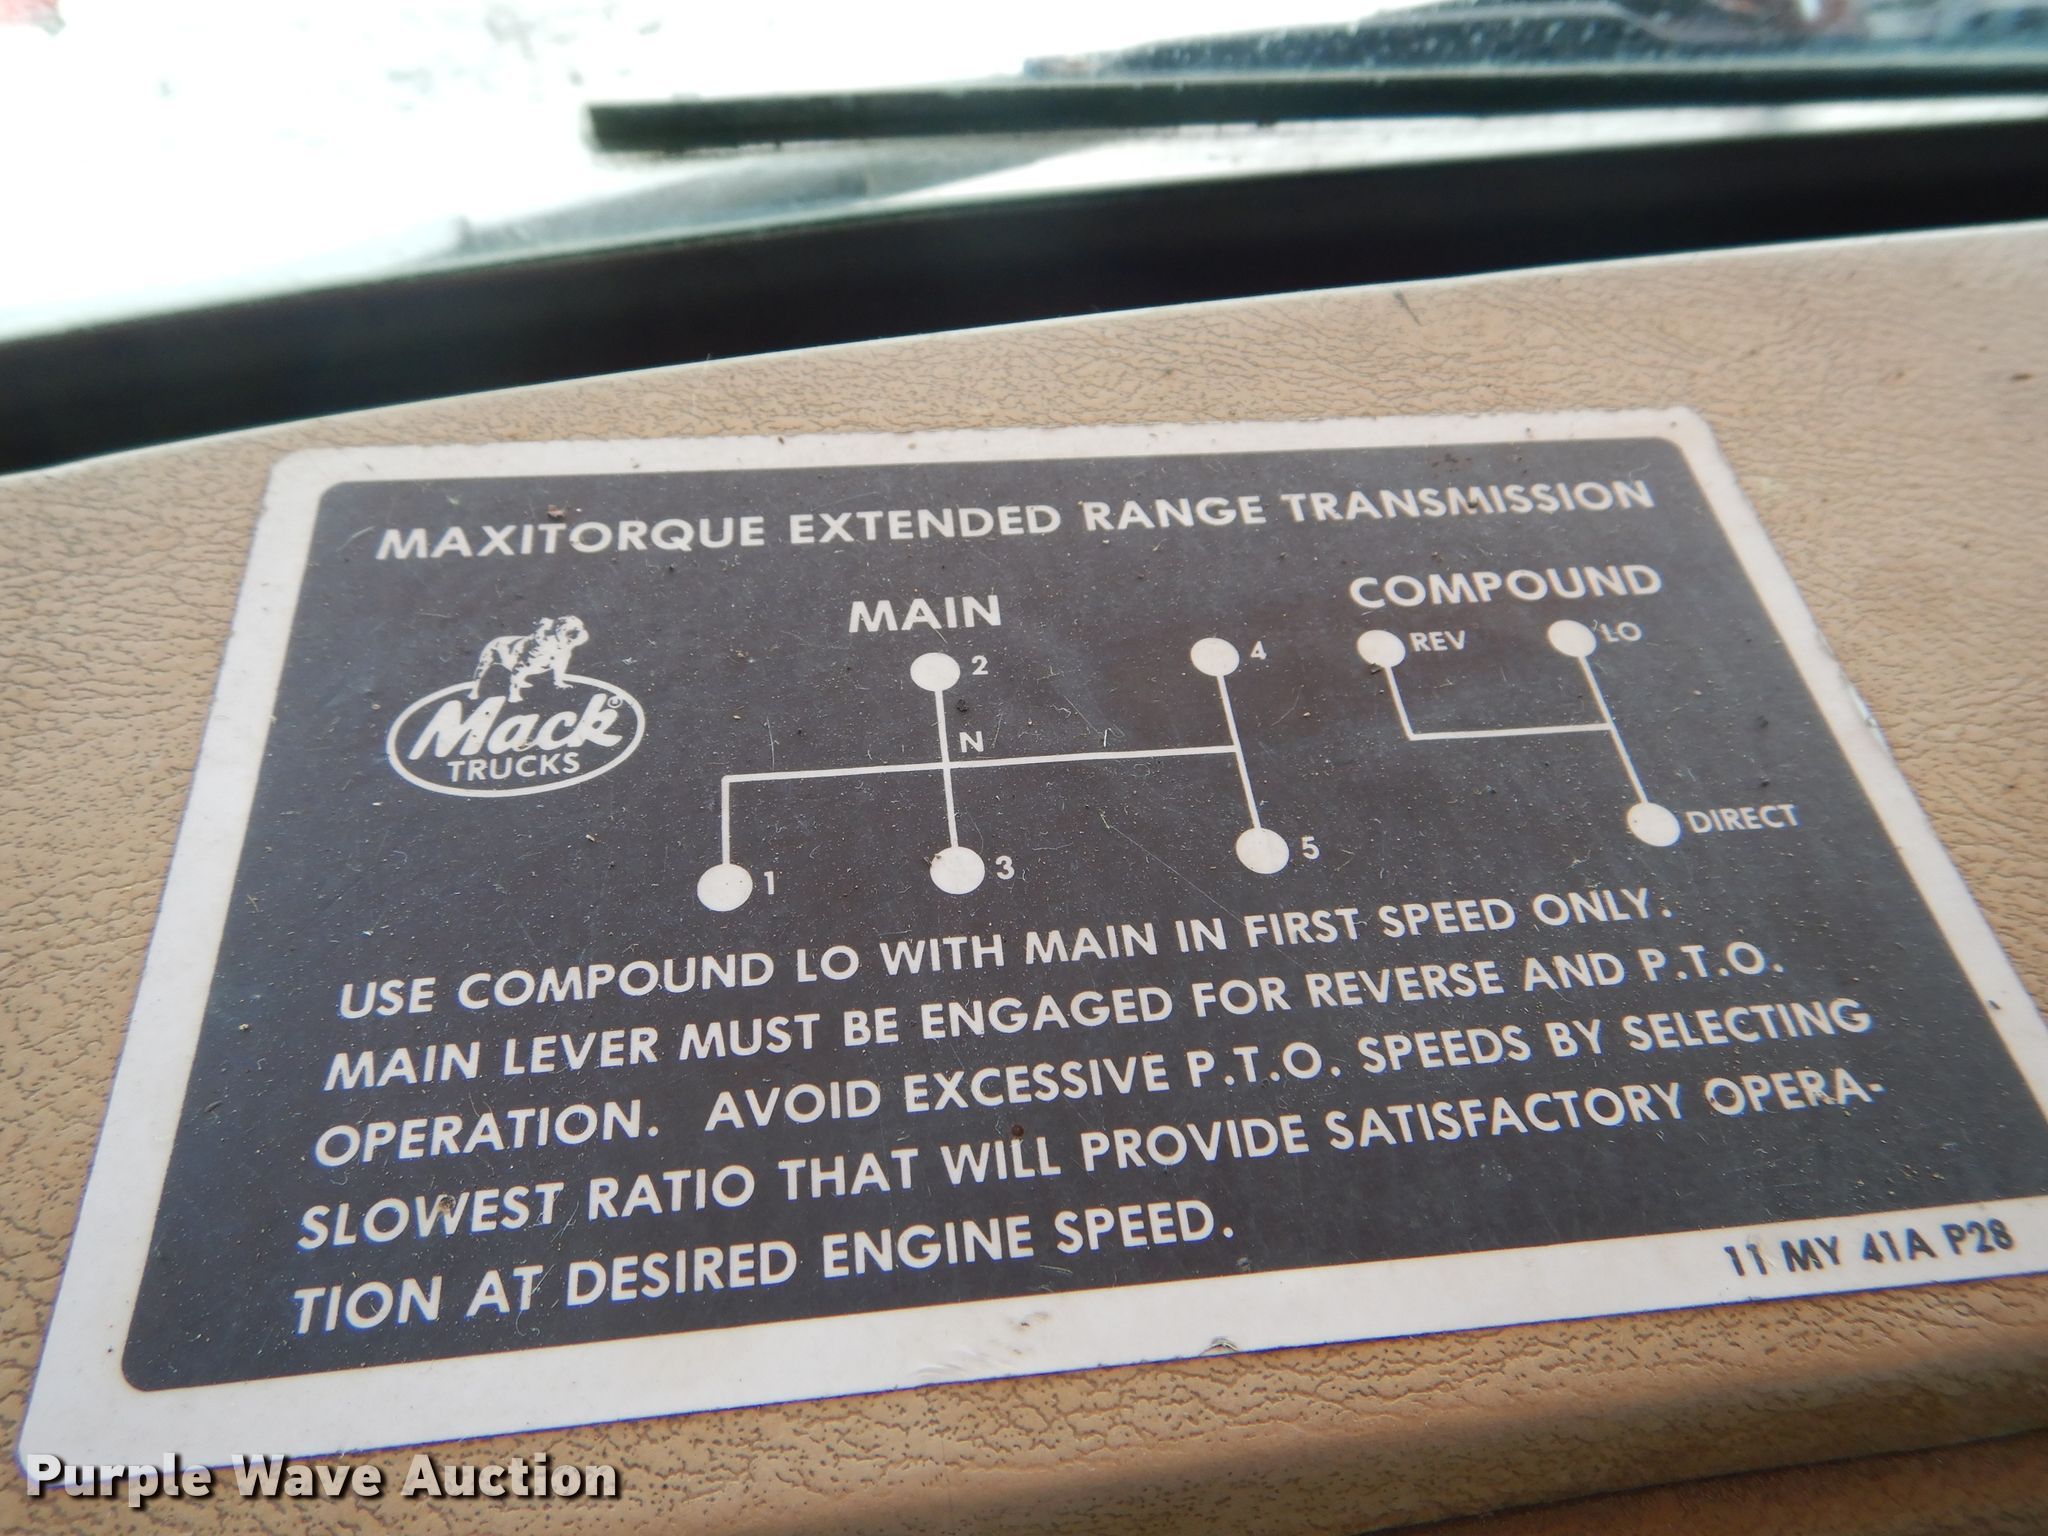 MAXITORQUE EXTENDED RANGE TRANSMISSION
MAIN
COMPOUND
2
4
REV
LO
N
Mack®
TRUCKS
1
3
5
DIRECT
USE COMPOUND LO WITH MAIN IN FIRST SPEED ONLY.
MAIN LEVER MUST BE ENGAGED FOR REVERSE AND P.T.O.
OPERATION. AVOID EXCESSIVE P.T.O. SPEEDS BY SELECTING
SLOWEST RATIO THAT WILL PROVIDE SATISFACTORY OPERA-
TION AT DESIRED ENGINE SPEED.
11 MY 41A P28
Purple Wave Auction